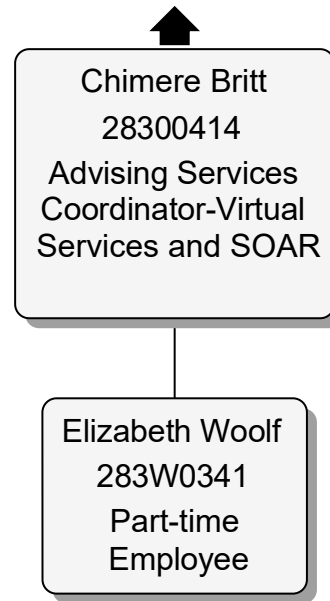 Chimere Britt
28300414
Advising Services
Coordinator-Virtual
Services and SOAR
Elizabeth Woolf
283W0341
Part-time
Employee